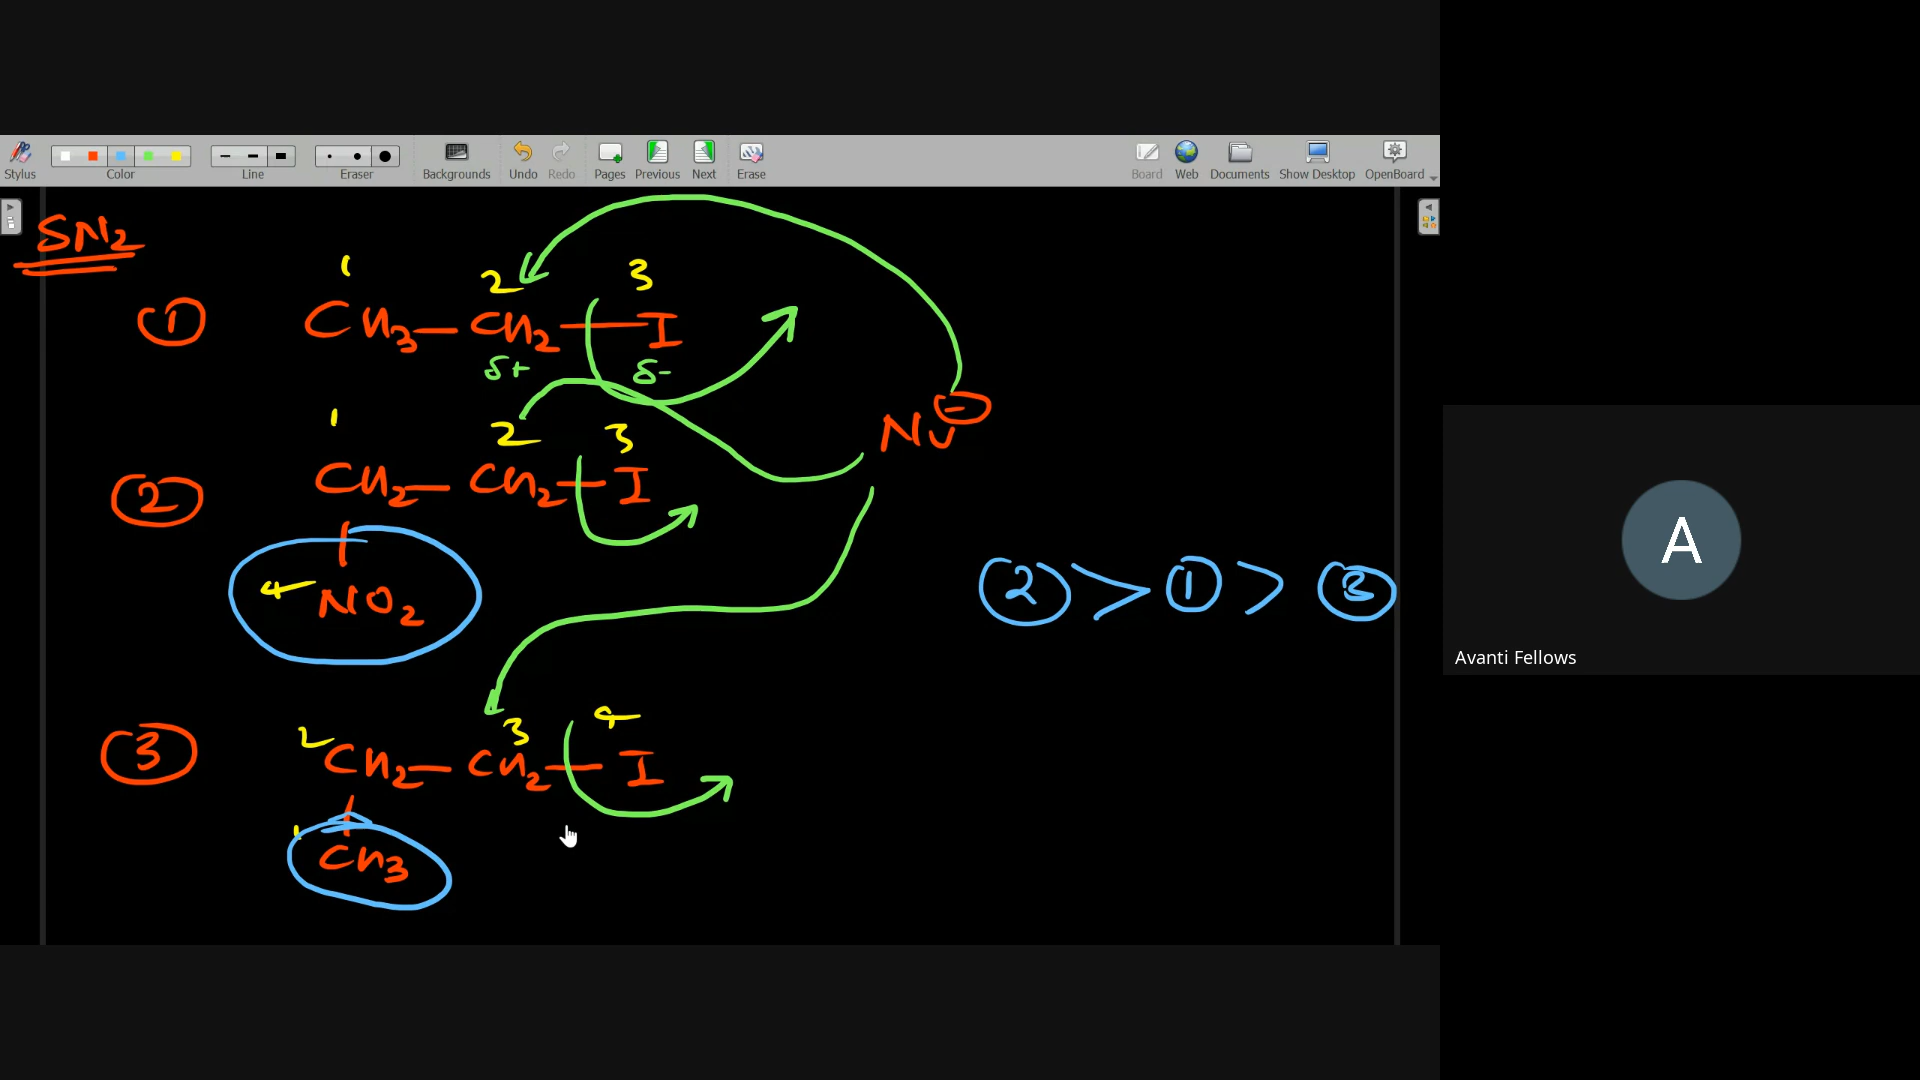 Stylus Color Line Eraser Backgrounds Undo Redo Pages Previous Next Erase Board Web Documents Show Desktop OpenBoard
SN2
1 2 3
① CH3 — CH2 — I
δ+ δ-
Nu⊖
1 2 3
② CH2 — CH2 — I
4 NO2
② > ① > ③
2 3 4
③ CH2 — CH2 — I
1
CH3
A
Avanti Fellows